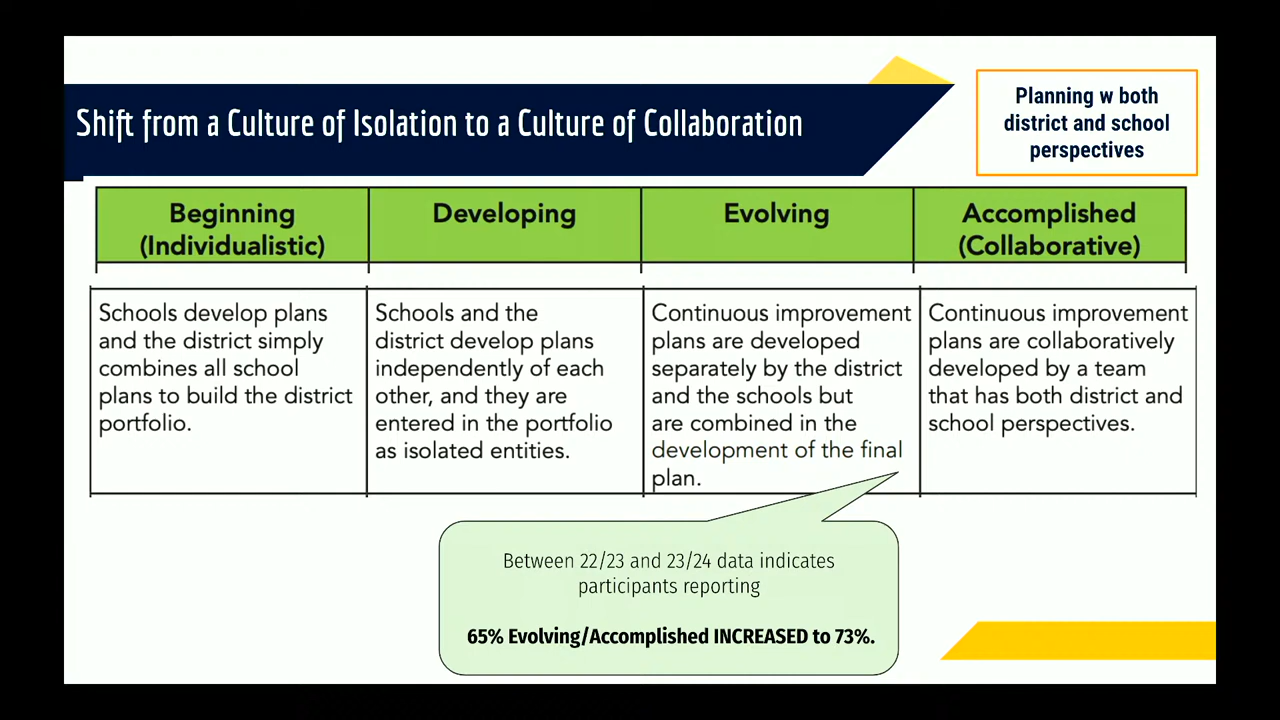 Shift from a Culture of Isolation to a Culture of Collaboration
Planning w both
district and school
perspectives
Beginning
(Individualistic)
Developing
Evolving
Accomplished
(Collaborative)
Schools develop plans
and the district simply
combines all school
plans to build the district
portfolio.
Schools and the
district develop plans
independently of each
other, and they are
entered in the portfolio
as isolated entities.
Continuous improvement
plans are developed
separately by the district
and the schools but
are combined in the
development of the final
plan.
Continuous improvement
plans are collaboratively
developed by a team
that has both district and
school perspectives.
Between 22/23 and 23/24 data indicates
participants reporting
65% Evolving/Accomplished INCREASED to 73%.